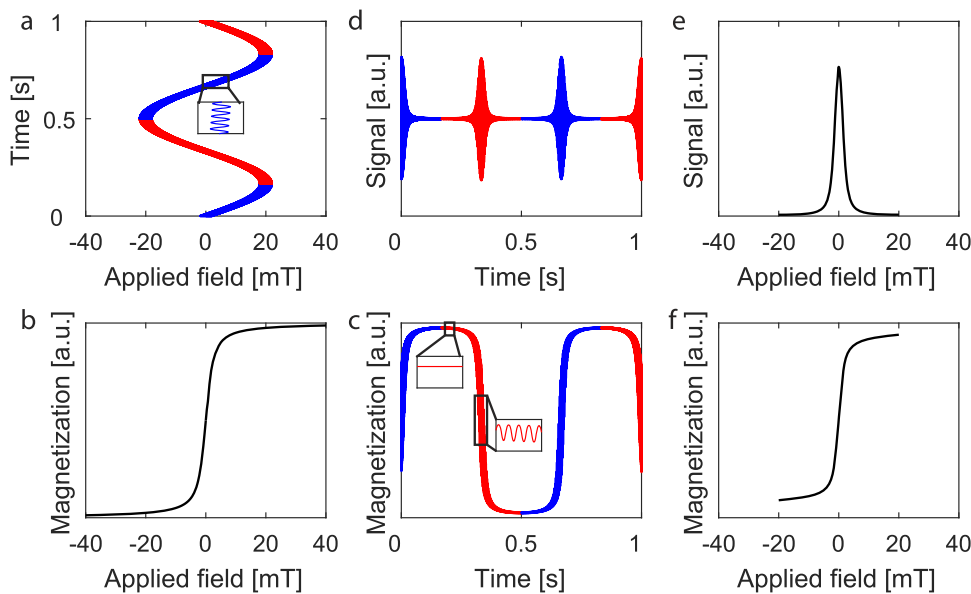 a
1
0.5
0
Time [s]
-40 -20 0 20 40
Applied field [mT]
d
Signal [a.u.]
0 0.5 1
Time [s]
e
Signal [a.u.]
-40 -20 0 20 40
Applied field [mT]
b
Magnetization [a.u.]
-40 -20 0 20 40
Applied field [mT]
c
Magnetization [a.u.]
0 0.5 1
Time [s]
f
Magnetization [a.u.]
-40 -20 0 20 40
Applied field [mT]